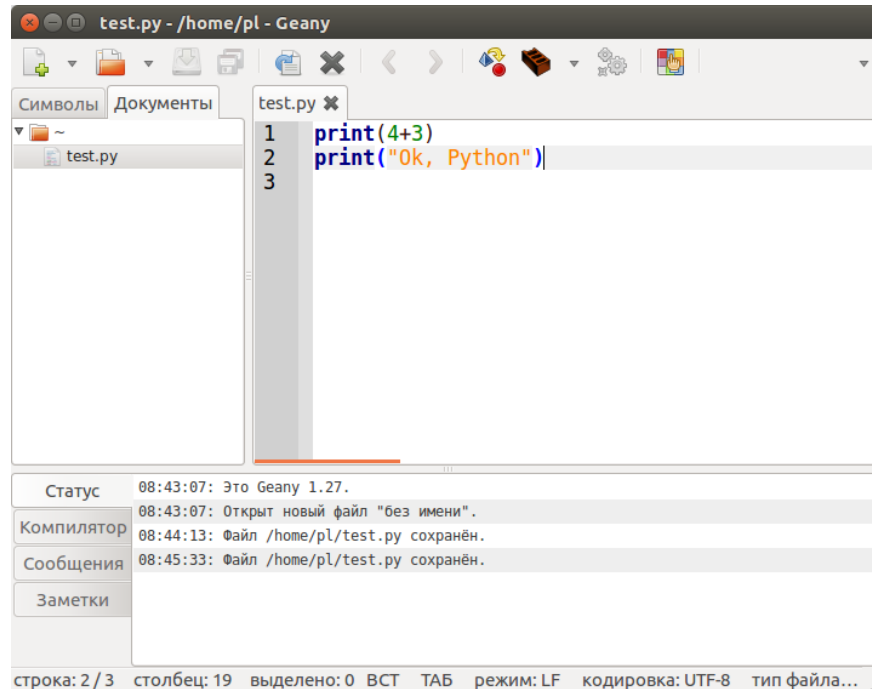 test.py - /home/pl - Geany
Символы Документы
~
test.py
test.py
1 print(4+3)
2 print("Ok, Python")
3
Статус
Компилятор
Сообщения
Заметки
08:43:07: Это Geany 1.27.
08:43:07: Открыт новый файл "без имени".
08:44:13: Файл /home/pl/test.py сохранён.
08:45:33: Файл /home/pl/test.py сохранён.
строка: 2 / 3 столбец: 19 выделено: 0 ВСТ ТАБ режим: LF кодировка: UTF-8 тип файла...